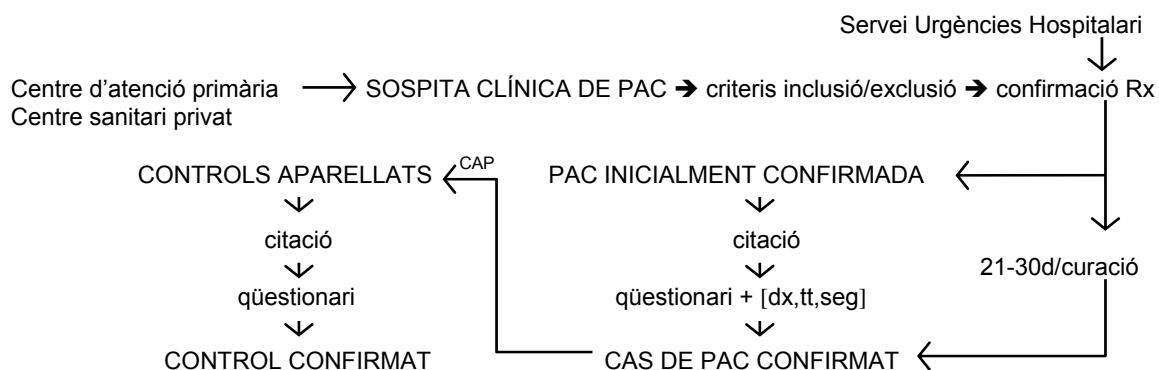 Servei Urgències Hospitalari
Centre d'atenció primària SOSPITA CLÍNICA DE PAC criteris inclusió/exclusió confirmació Rx
Centre sanitari privat
CONTROLS APARELLATS CAP PAC INICIALMENT CONFIRMADA
citació citació
21-30d/curació
qüestionari qüestionari + [dx,tt,seg]
CONTROL CONFIRMAT CAS DE PAC CONFIRMAT